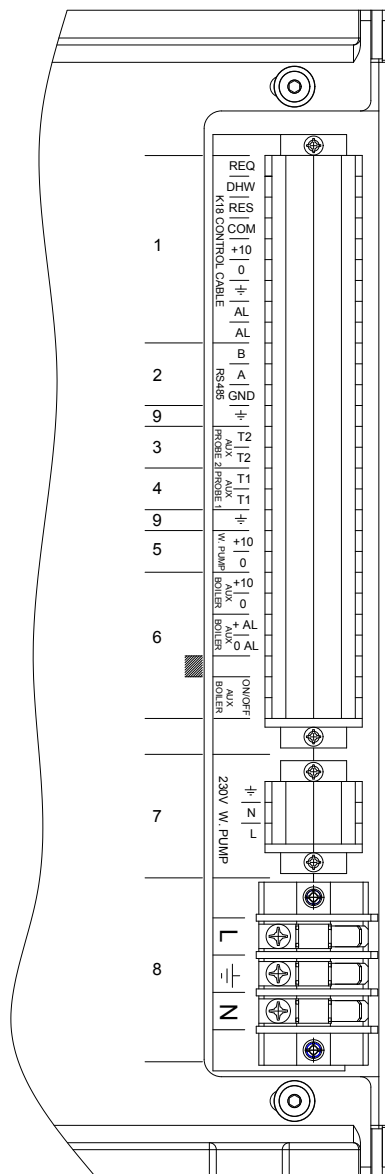 REQ
DHW
RES
COM
+10
0
⏚
AL
AL
1
K18 CONTROL CABLE
B
A
GND
2
RS485
9
⏚
T2
T2
3
AUX
PROBE 2
T1
T1
4
AUX
PROBE 1
9
⏚
+10
0
5
W. PUMP
+10
0
AUX
BOILER
+ AL
0 AL
6
AUX
BOILER
ON/OFF
AUX
BOILER
⏚
N
L
7
230V W. PUMP
L
⏚
N
8